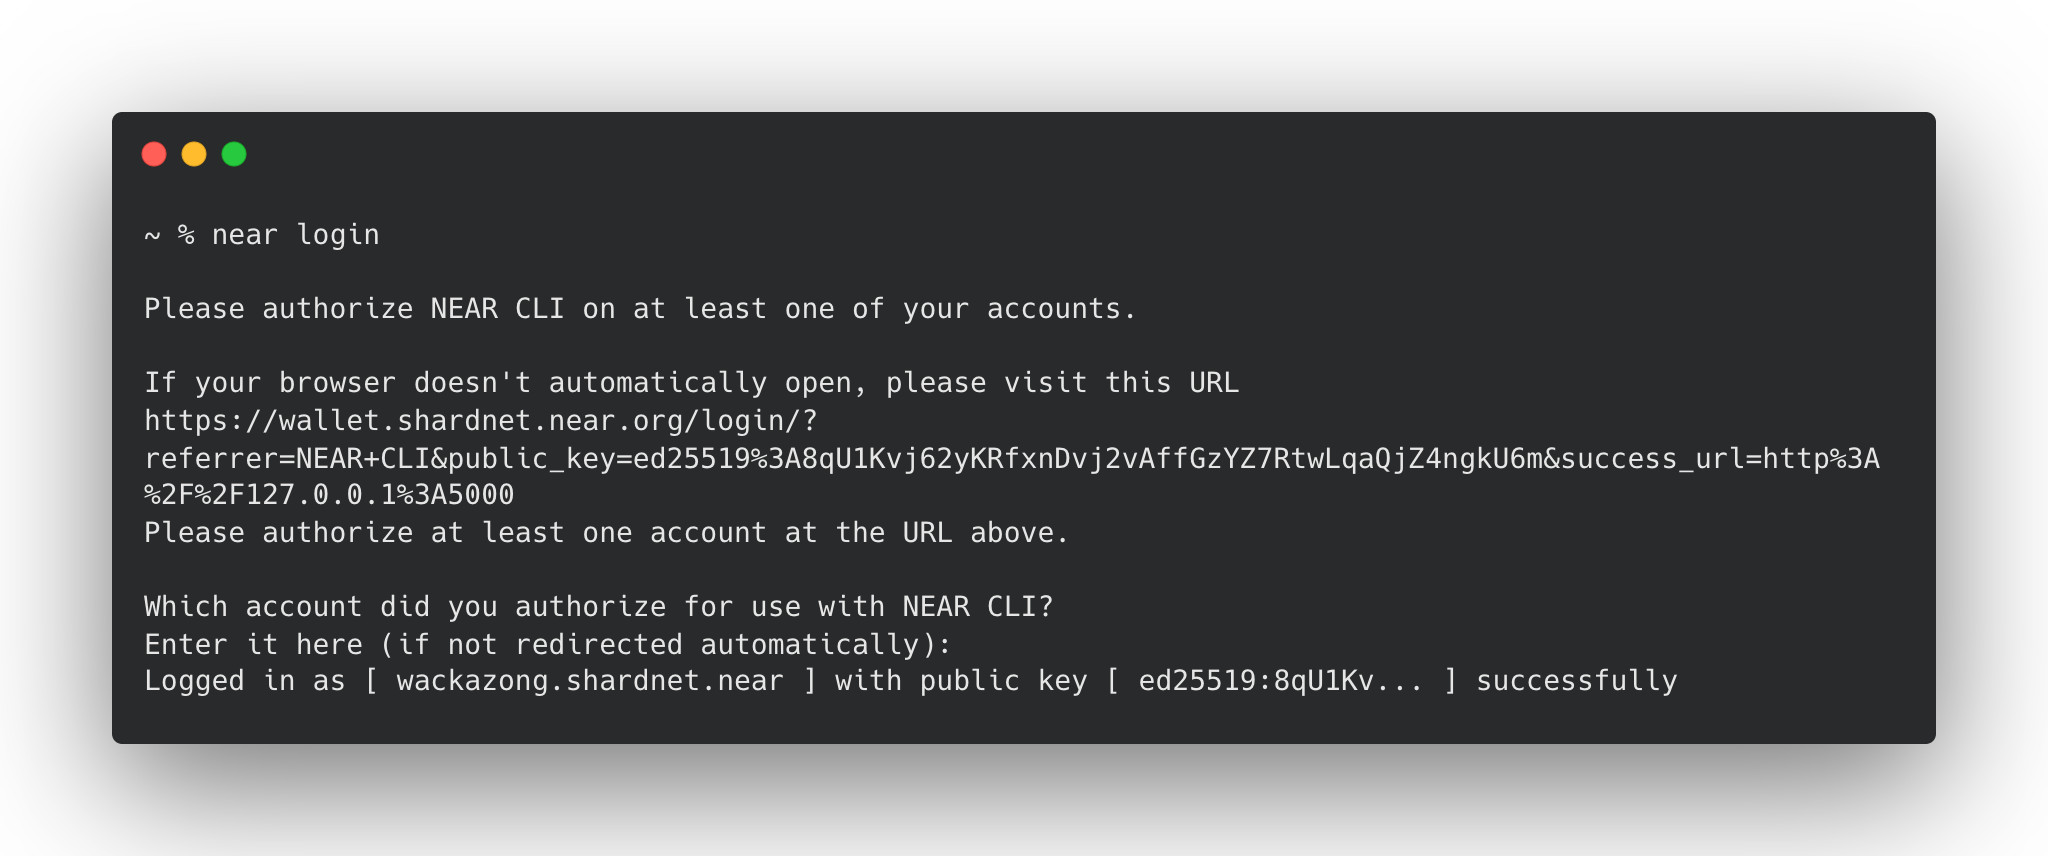 ~ % near login
Please authorize NEAR CLI on at least one of your accounts.
If your browser doesn't automatically open, please visit this URL
https://wallet.shardnet.near.org/login/?
referrer=NEAR+CLI&public_key=ed25519%3A8qU1Kvj62yKRfxnDvj2vAffGzYZ7RtwLqaQjZ4ngkU6m&success_url=http%3A
%2F%2F127.0.0.1%3A5000
Please authorize at least one account at the URL above.
Which account did you authorize for use with NEAR CLI?
Enter it here (if not redirected automatically):
Logged in as [ wackazong.shardnet.near ] with public key [ ed25519:8qU1Kv... ] successfully